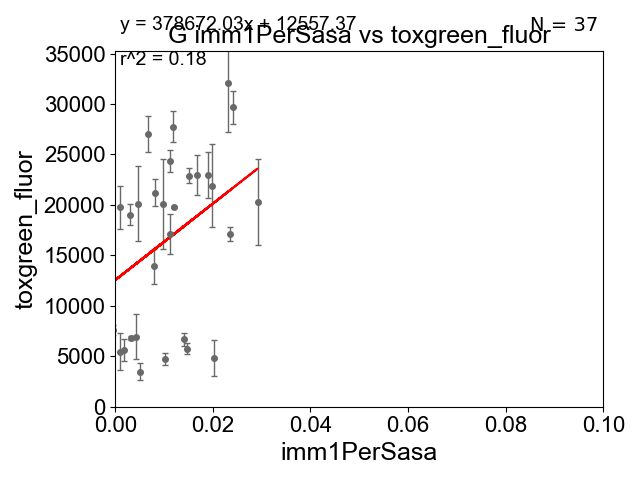 y = 378672.03x + 12557.37
N = 37
G imm1PerSasa vs toxgreen_fluor
r^2 = 0.18
35000
30000
25000
20000
15000
10000
5000
0
toxgreen_fluor
0.00 0.02 0.04 0.06 0.08 0.10
imm1PerSasa